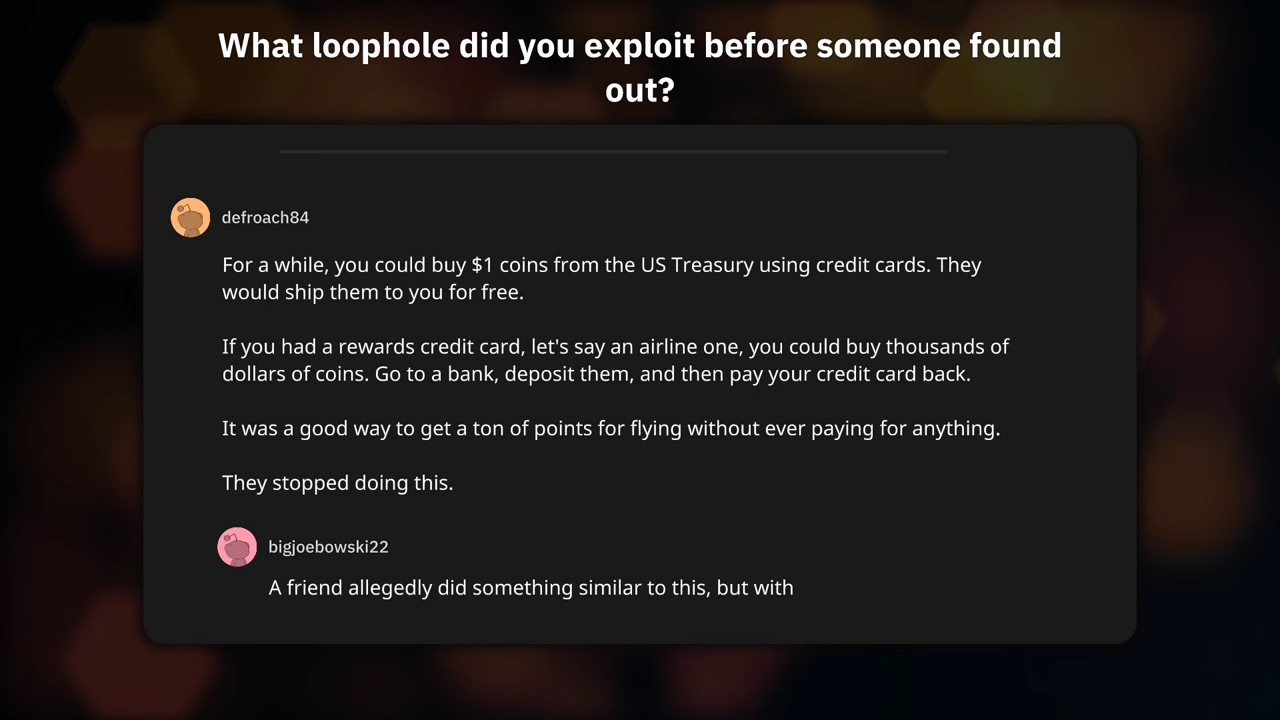 What loophole did you exploit before someone found
out?
defroach84
For a while, you could buy $1 coins from the US Treasury using credit cards. They
would ship them to you for free.
If you had a rewards credit card, let's say an airline one, you could buy thousands of
dollars of coins. Go to a bank, deposit them, and then pay your credit card back.
It was a good way to get a ton of points for flying without ever paying for anything.
They stopped doing this.
bigjoebowski22
A friend allegedly did something similar to this, but with